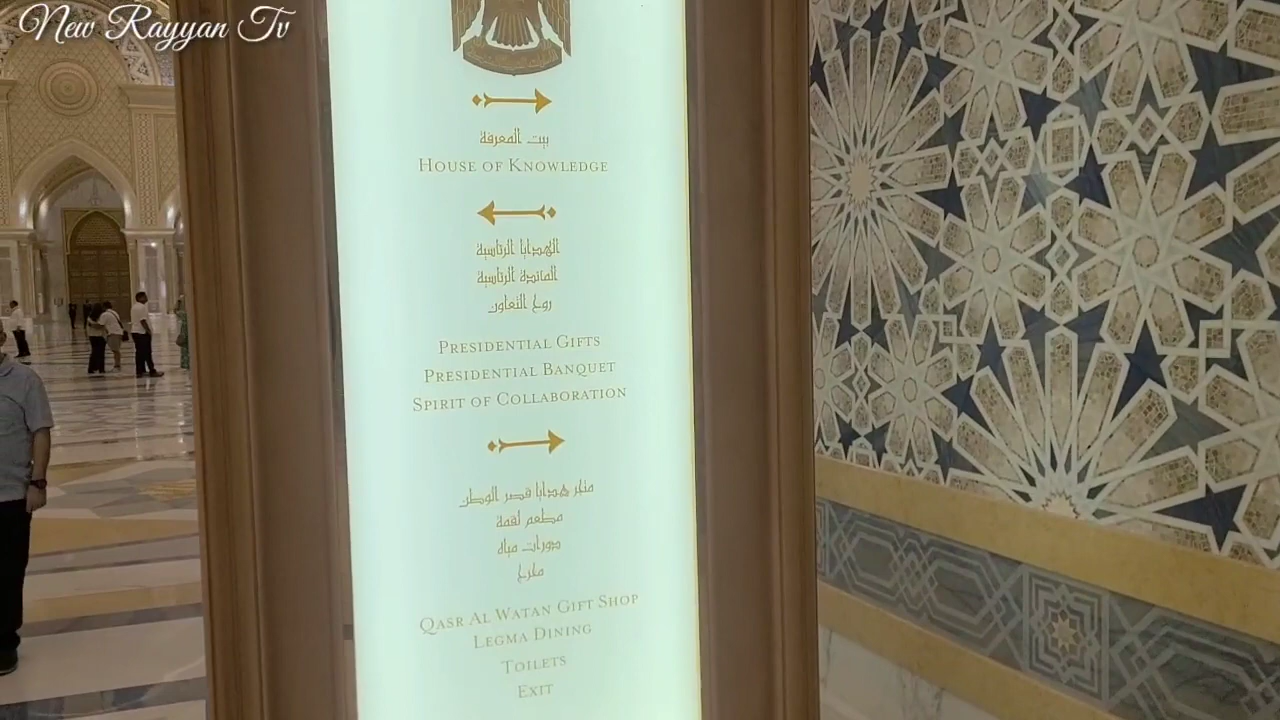 New Rayyan Tv
بيت المعرفة
HOUSE OF KNOWLEDGE
الهدايا الرئاسية
المائدة الرئاسية
روح التعاون
PRESIDENTIAL GIFTS
PRESIDENTIAL BANQUET
SPIRIT OF COLLABORATION
متجر هدايا قصر الوطن
مطعم لقمة
دورات مياه
مخرج
QASR AL WATAN GIFT SHOP
LEGMA DINING
TOILETS
EXIT